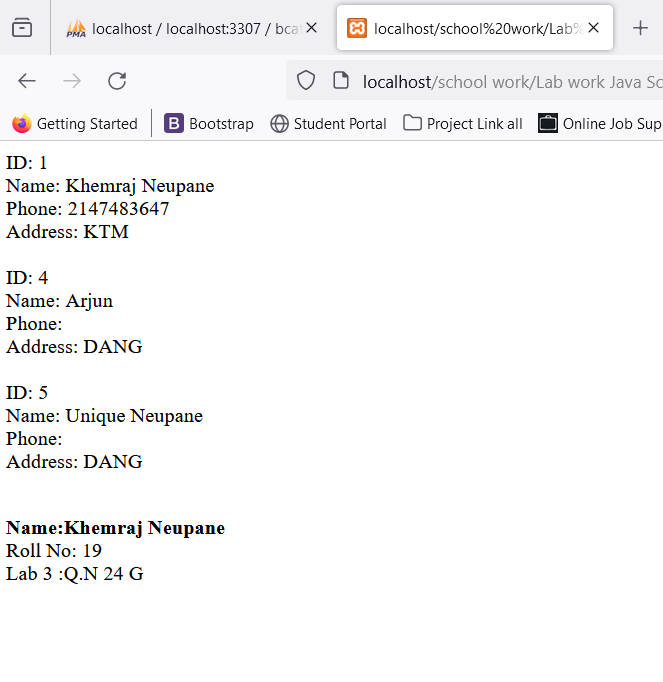 PMA localhost / localhost:3307 / bca
localhost/school%20work/Lab%
localhost/school work/Lab work Java Sc
Getting Started
B Bootstrap
Student Portal
Project Link all
Online Job Sup
ID: 1
Name: Khemraj Neupane
Phone: 2147483647
Address: KTM
ID: 4
Name: Arjun
Phone:
Address: DANG
ID: 5
Name: Unique Neupane
Phone:
Address: DANG
Name:Khemraj Neupane
Roll No: 19
Lab 3 :Q.N 24 G